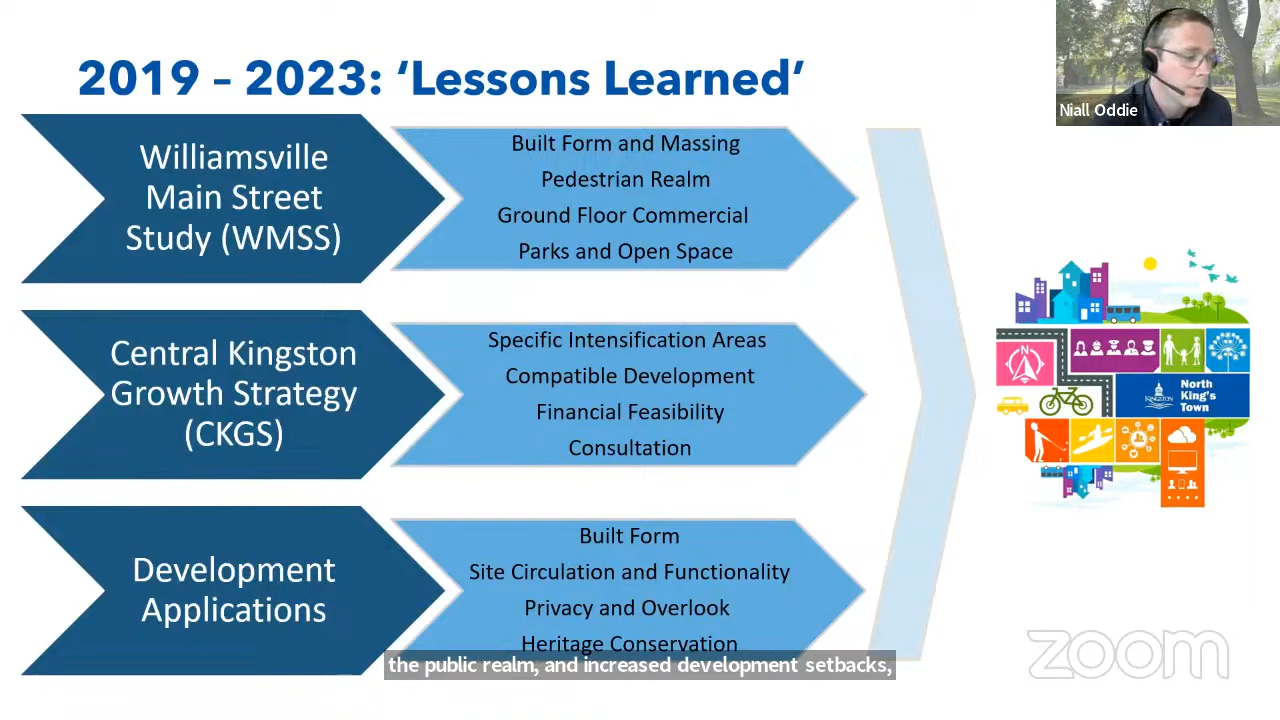 2019 – 2023: ‘Lessons Learned’
Niall Oddie
Williamsville
Main Street
Study (WMSS)
Built Form and Massing
Pedestrian Realm
Ground Floor Commercial
Parks and Open Space
Central Kingston
Growth Strategy
(CKGS)
Specific Intensification Areas
Compatible Development
Financial Feasibility
Consultation
Development
Applications
Built Form
Site Circulation and Functionality
Privacy and Overlook
Heritage Conservation
N
KINGSTON
North
King's
Town
the public realm, and increased development setbacks,
zoom